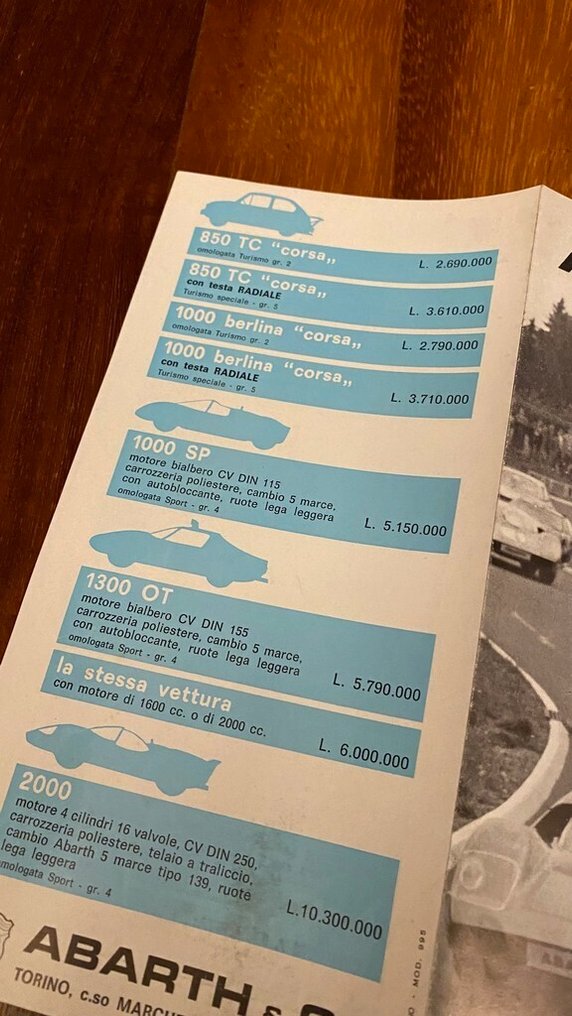 850 TC “corsa„
omologata Turismo gr. 2
L. 2.690.000
850 TC “corsa„
con testa RADIALE
Turismo speciale - gr. 5
L. 3.610.000
1000 berlina “corsa„
omologata Turismo gr. 2
L. 2.790.000
1000 berlina “corsa„
con testa RADIALE
Turismo speciale - gr. 5
L. 3.710.000
1000 SP
motore bialbero CV DIN 115
carrozzeria poliestere, cambio 5 marce,
con autobloccante, ruote lega leggera
omologata Sport - gr. 4
L. 5.150.000
1300 OT
motore bialbero CV DIN 155
carrozzeria poliestere, cambio 5 marce,
con autobloccante, ruote lega leggera
omologata Sport - gr. 4
L. 5.790.000
la stessa vettura
con motore di 1600 cc. o di 2000 cc.
L. 6.000.000
2000
motore 4 cilindri 16 valvole, CV DIN 250,
carrozzeria poliestere, telaio a traliccio,
cambio Abarth 5 marce tipo 139, ruote
lega leggera
omologata Sport - gr. 4
L.10.300.000
ABARTH &
TORINO, c.so
MOD. 995